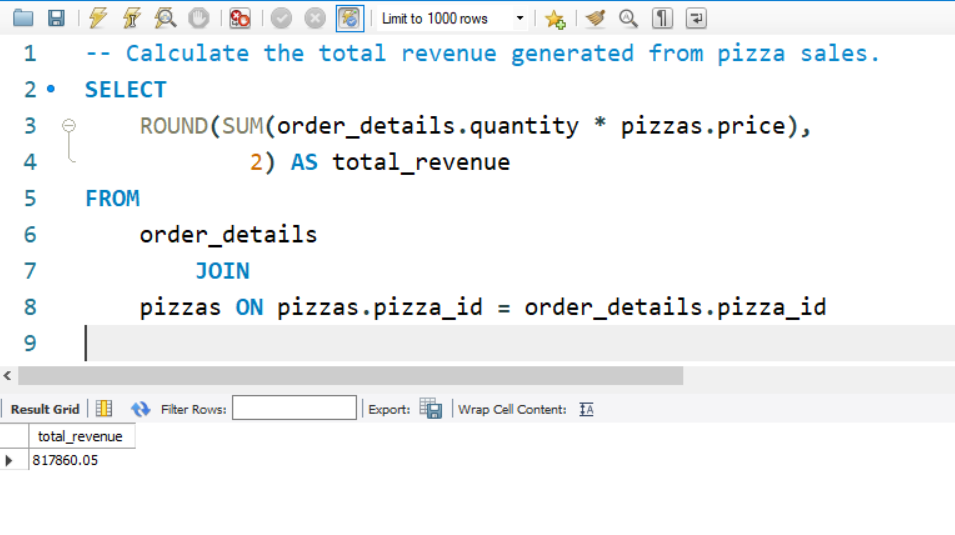 Limit to 1000 rows
1 -- Calculate the total revenue generated from pizza sales.
2 SELECT
3 ROUND(SUM(order_details.quantity * pizzas.price),
4 2) AS total_revenue
5 FROM
6 order_details
7 JOIN
8 pizzas ON pizzas.pizza_id = order_details.pizza_id
9
Result Grid Filter Rows: Export: Wrap Cell Content: IA
total_revenue
817860.05